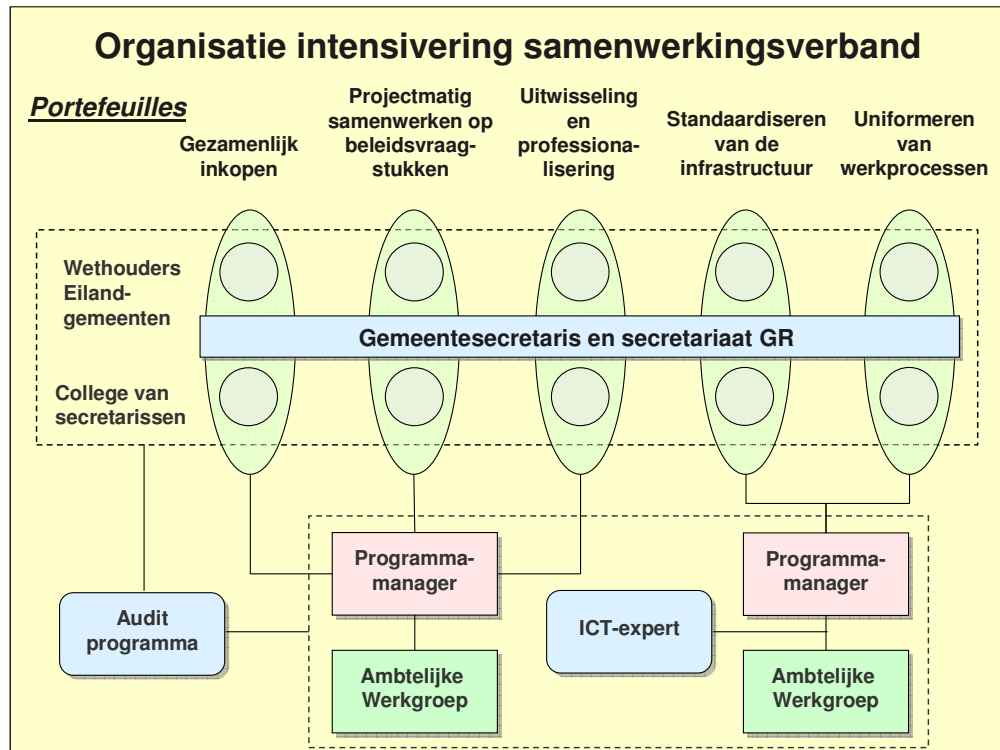 Organisatie intensivering samenwerkingsverband
Portefeuilles
Gezamenlijk
inkopen
Projectmatig
samenwerken op
beleidsvraag-
stukken
Uitwisseling
en
professiona-
lisering
Standaardiseren
van de
infrastructuur
Uniformeren
van
werkprocessen
Wethouders
Eiland-
gemeenten
Gemeentesecretaris en secretariaat GR
College van
secretarissen
Programma-
manager
Programma-
manager
Audit
programma
ICT-expert
Ambtelijke
Werkgroep
Ambtelijke
Werkgroep